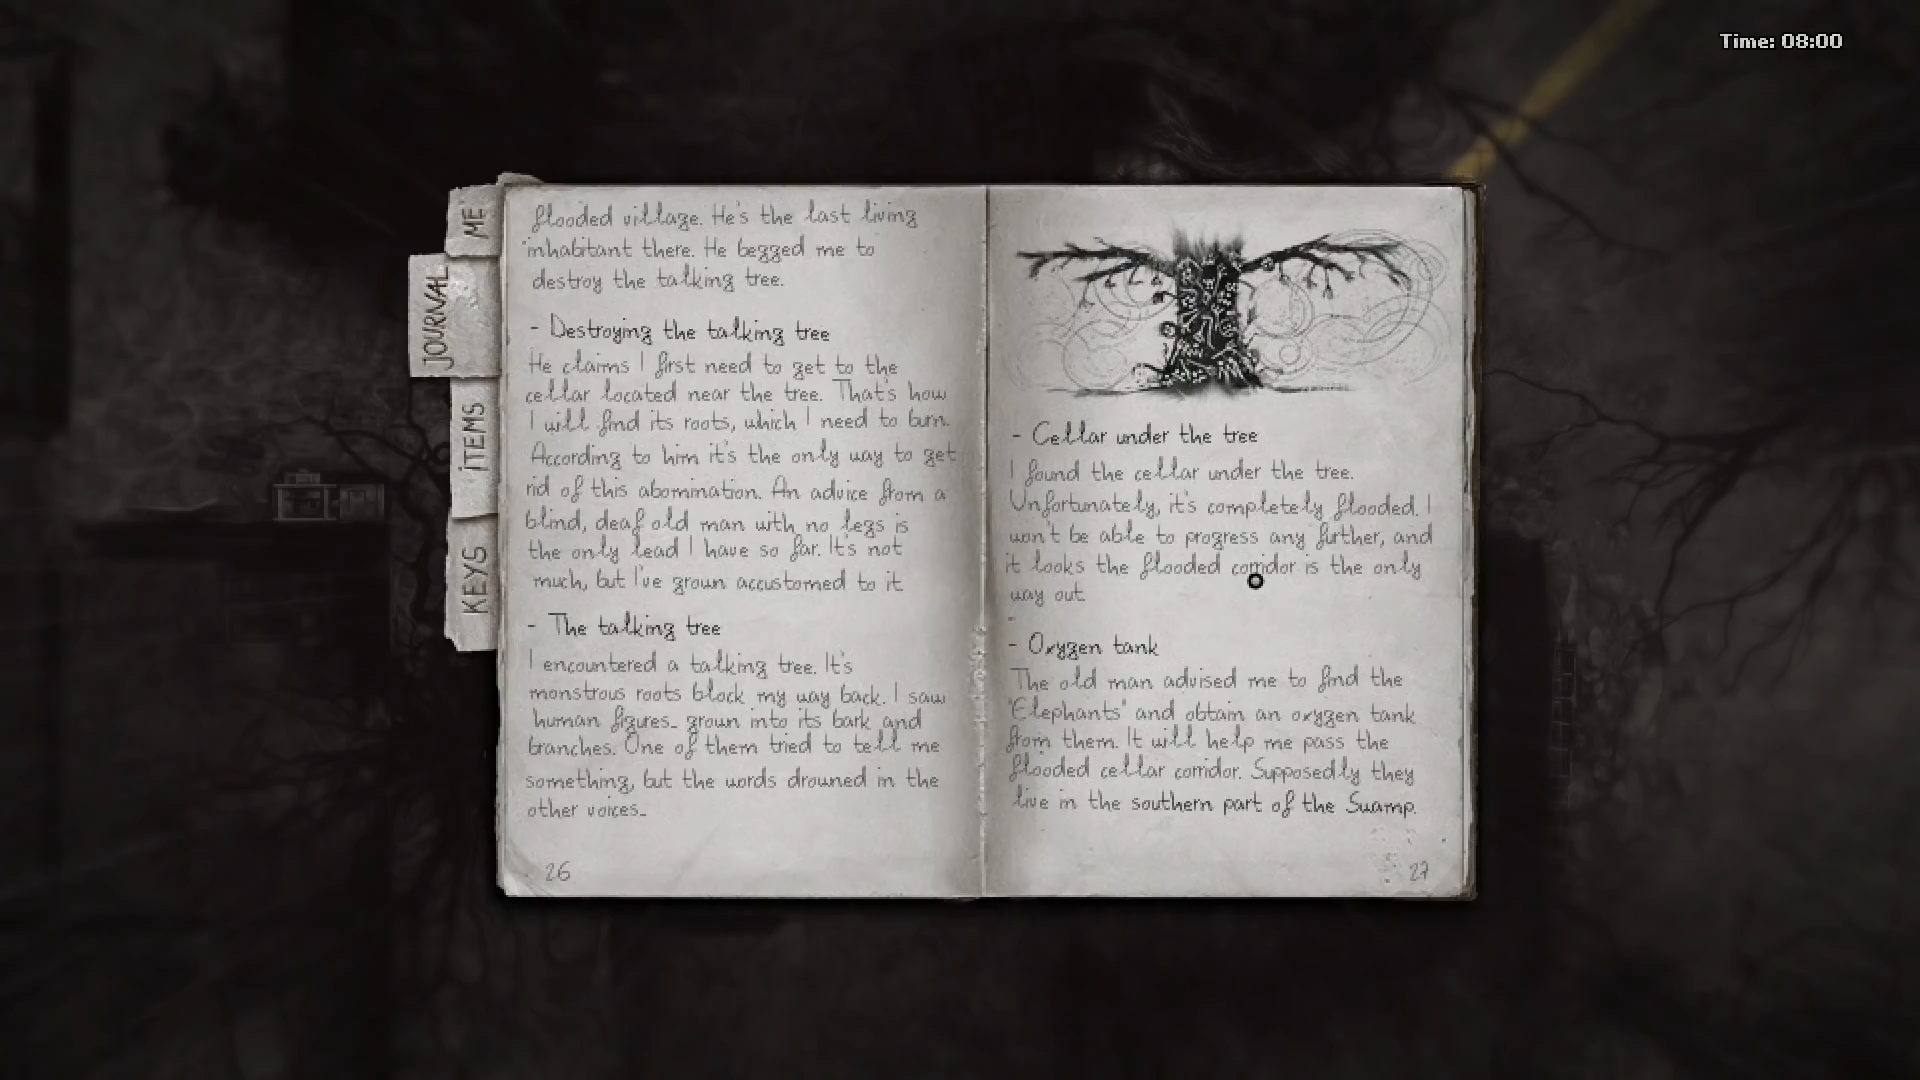 Time: 08:00
ME
JOURNAL
ITEMS
KEYS
flooded village. He's the last living
inhabitant there. He begged me to
destroy the talking tree.
- Destroying the talking tree
He claims I first need to get to the
cellar located near the tree. That's how
I will find its roots, which I need to burn.
According to him it's the only way to get
rid of this abomination. An advice from a
blind, deaf old man with no legs is
the only lead I have so far. It's not
much, but I've grown accustomed to it
- The talking tree
I encountered a talking tree. It's
monstrous roots block my way back. I saw
human figures... grown into its bark and
branches. One of them tried to tell me
something, but the words drowned in the
other voices...
26
- Cellar under the tree
I found the cellar under the tree.
Unfortunately, it's completely flooded. I
won't be able to progress any further, and
it looks the flooded corridor is the only
way out.
-
- Oxygen tank
The old man advised me to find the
"Elephants" and obtain an oxygen tank
from them. It will help me pass the
flooded cellar corridor. Supposedly they
live in the southern part of the Swamp.
27